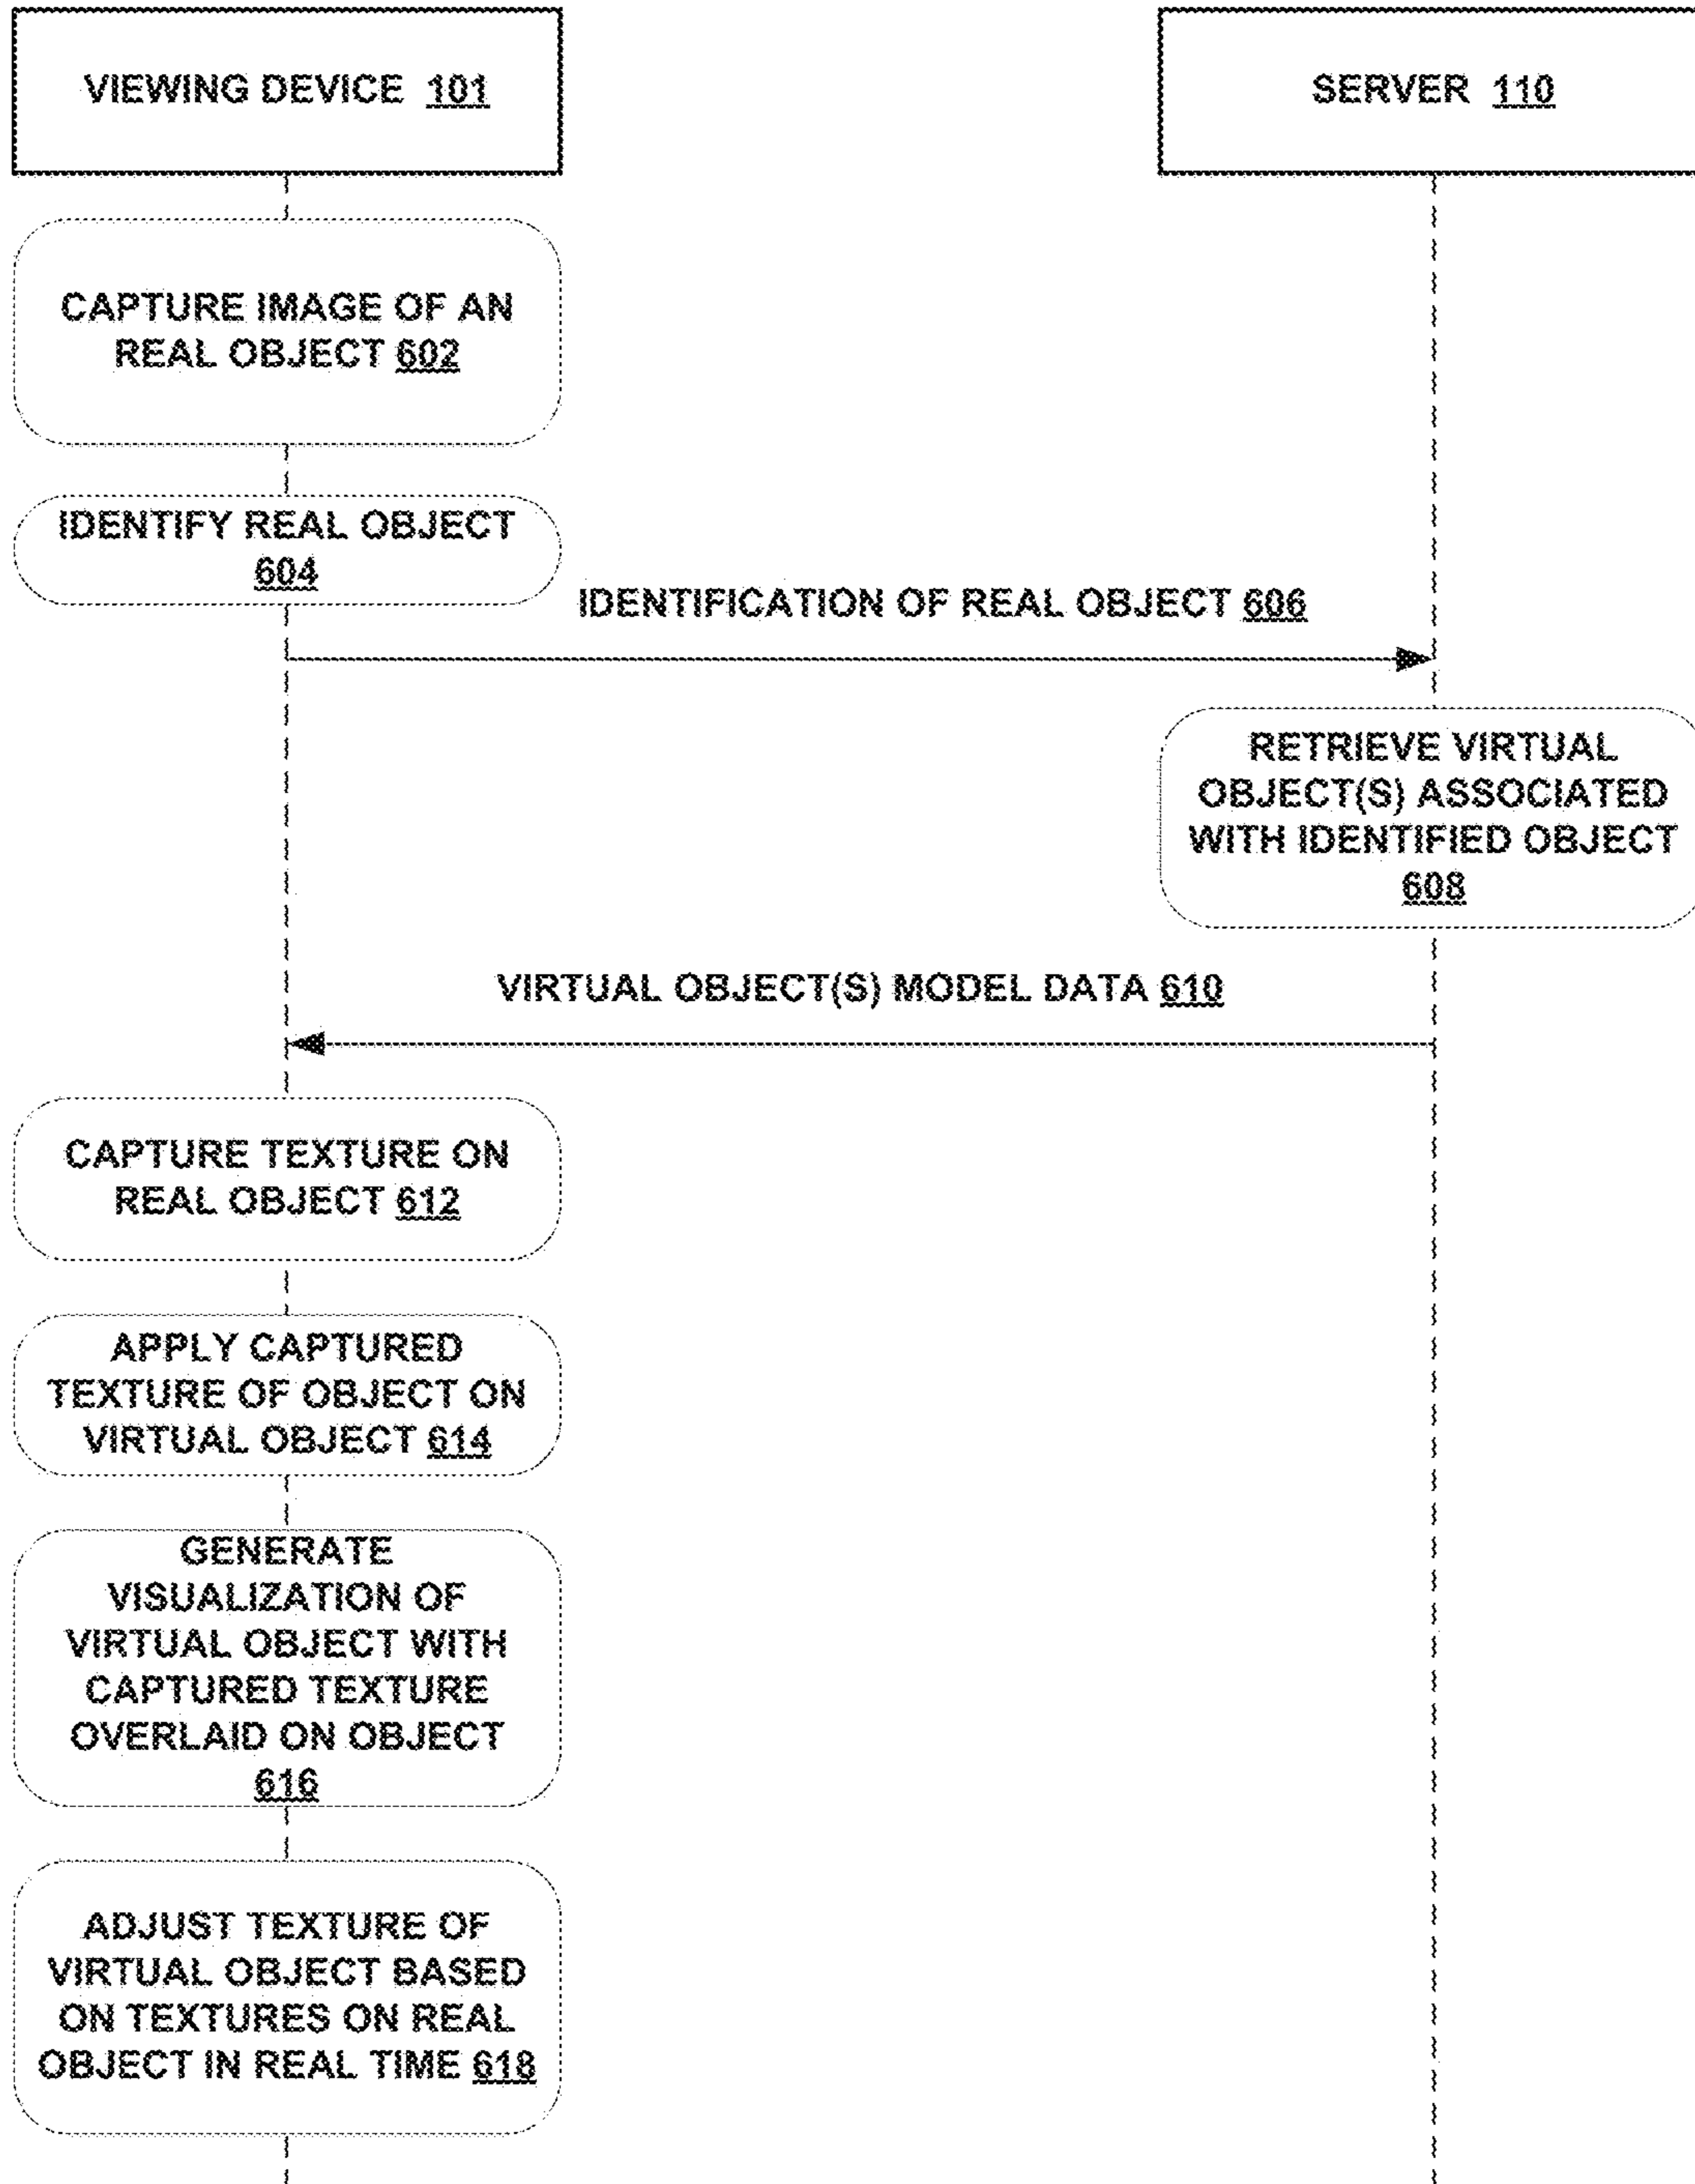 VIEWING DEVICE 101
SERVER 110
CAPTURE IMAGE OF AN
REAL OBJECT 602
IDENTIFY REAL OBJECT
604
IDENTIFICATION OF REAL OBJECT 606
RETRIEVE VIRTUAL
OBJECT(S) ASSOCIATED
WITH IDENTIFIED OBJECT
608
VIRTUAL OBJECT(S) MODEL DATA 610
CAPTURE TEXTURE ON
REAL OBJECT 612
APPLY CAPTURED
TEXTURE OF OBJECT ON
VIRTUAL OBJECT 614
GENERATE
VISUALIZATION OF
VIRTUAL OBJECT WITH
CAPTURED TEXTURE
OVERLAID ON OBJECT
616
ADJUST TEXTURE OF
VIRTUAL OBJECT BASED
ON TEXTURES ON REAL
OBJECT IN REAL TIME 618